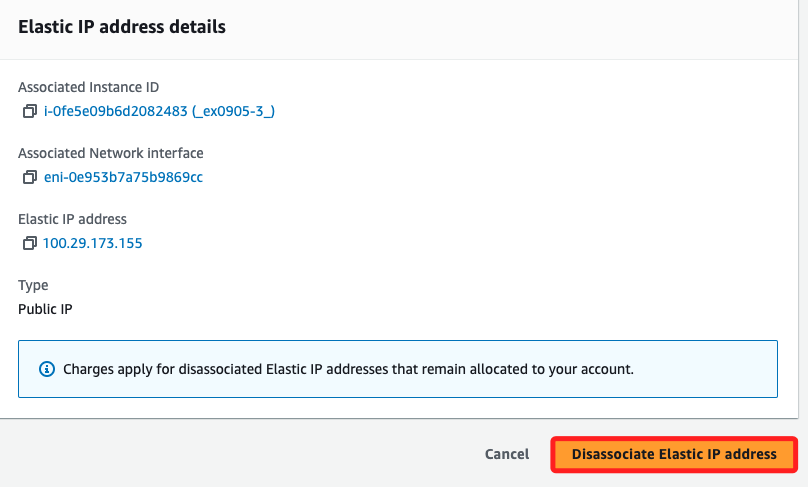 Elastic IP address details
Associated Instance ID
i-0fe5e09b6d2082483 (_ex0905-3_)
Associated Network interface
eni-0e953b7a75b9869cc
Elastic IP address
100.29.173.155
Type
Public IP
Charges apply for disassociated Elastic IP addresses that remain allocated to your account.
Cancel
Disassociate Elastic IP address